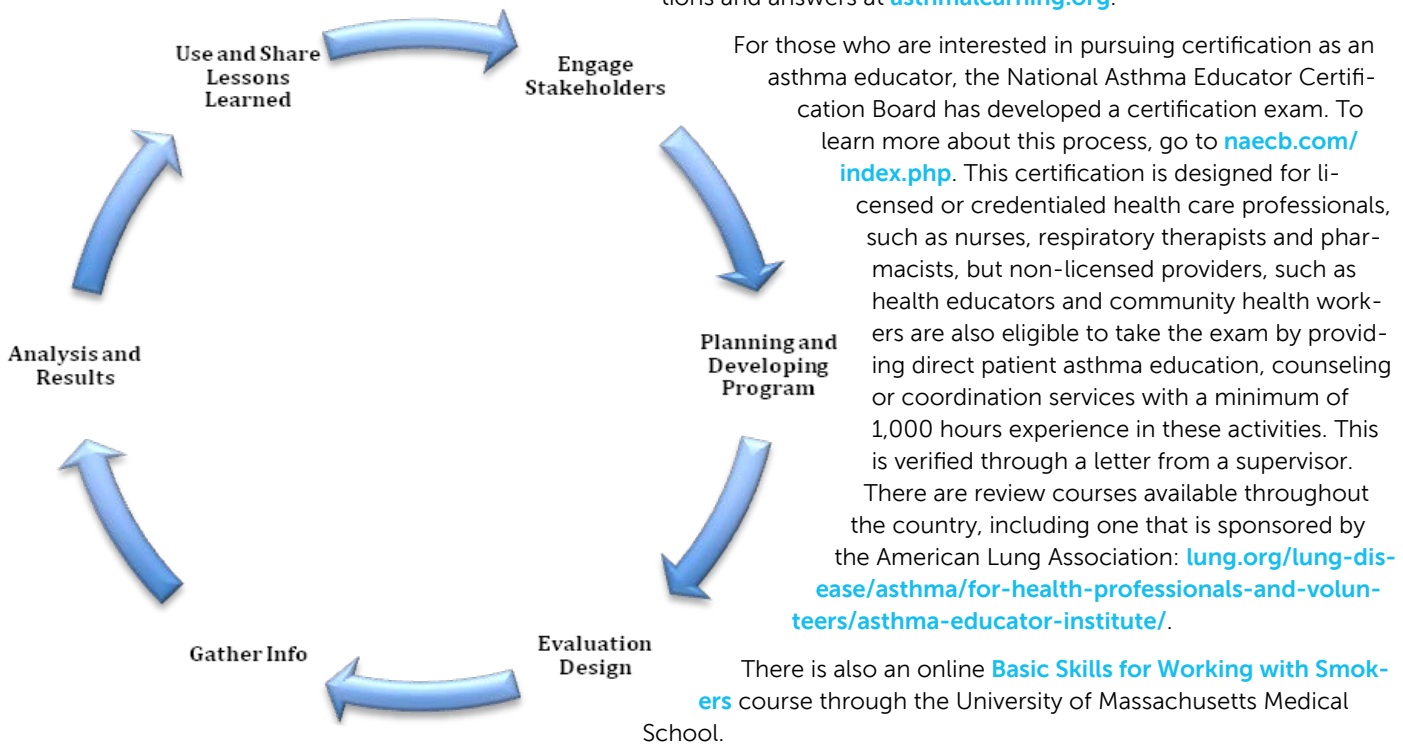 Use and Share
Lessons
Learned
Engage
Stakeholders
Planning and
Developing
Program
Evaluation
Design
Gather Info
Analysis and
Results
tions and answers at asthmalearning.org.
For those who are interested in pursuing certification as an
asthma educator, the National Asthma Educator Certifi-
cation Board has developed a certification exam. To
learn more about this process, go to naecb.com/
index.php. This certification is designed for li-
censed or credentialed health care professionals,
such as nurses, respiratory therapists and phar-
macists, but non-licensed providers, such as
health educators and community health work-
ers are also eligible to take the exam by provid-
ing direct patient asthma education, counseling
or coordination services with a minimum of
1,000 hours experience in these activities. This
is verified through a letter from a supervisor.
There are review courses available throughout
the country, including one that is sponsored by
the American Lung Association: lung.org/lung-dis-
ease/asthma/for-health-professionals-and-volun-
teers/asthma-educator-institute/.
There is also an online Basic Skills for Working with Smok-
ers course through the University of Massachusetts Medical
School.